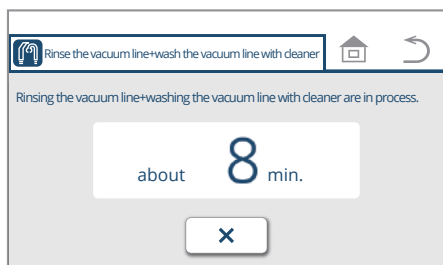 Rinse the vacuum line+wash the vacuum line with cleaner
Rinsing the vacuum line+washing the vacuum line with cleaner are in process.
about 8 min.